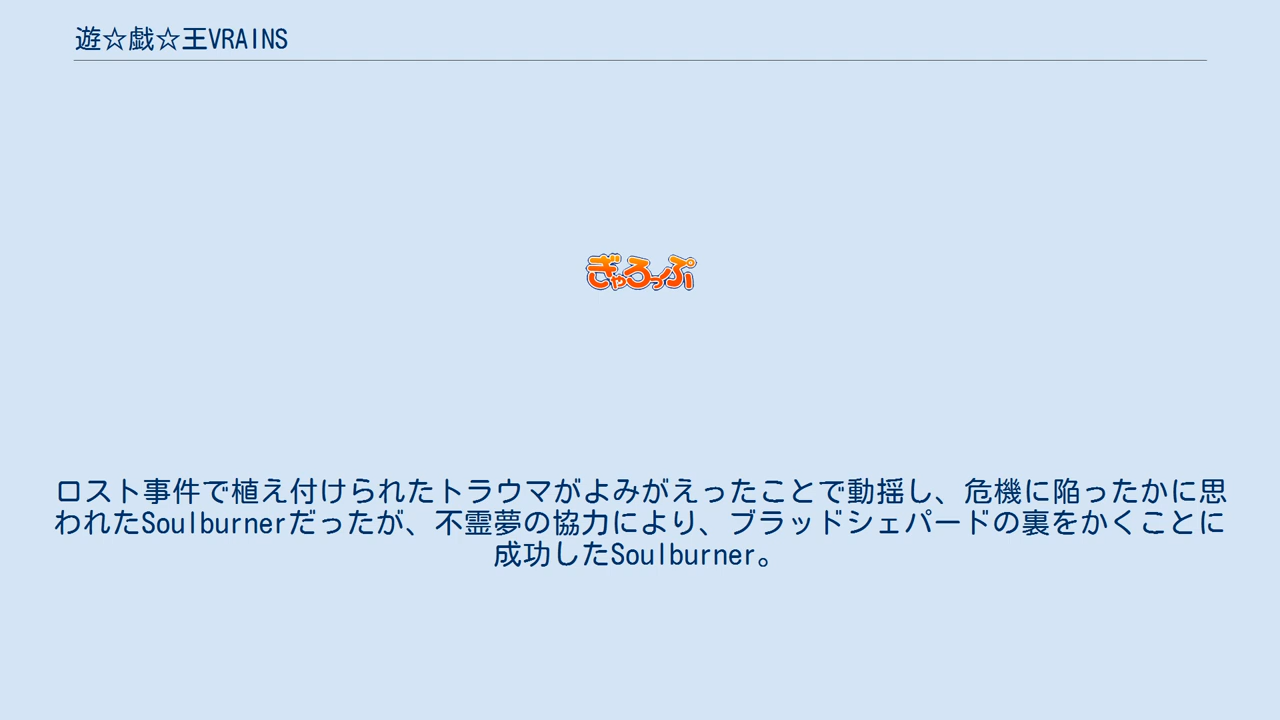 遊☆戯☆王VRAINS
ぎゃろっぷ
ロスト事件で植え付けられたトラウマがよみがえったことで動揺し、危機に陥ったかに思
われたSoulburnerだったが、不霊夢の協力により、ブラッドシェパードの裏をかくことに
成功したSoulburner。